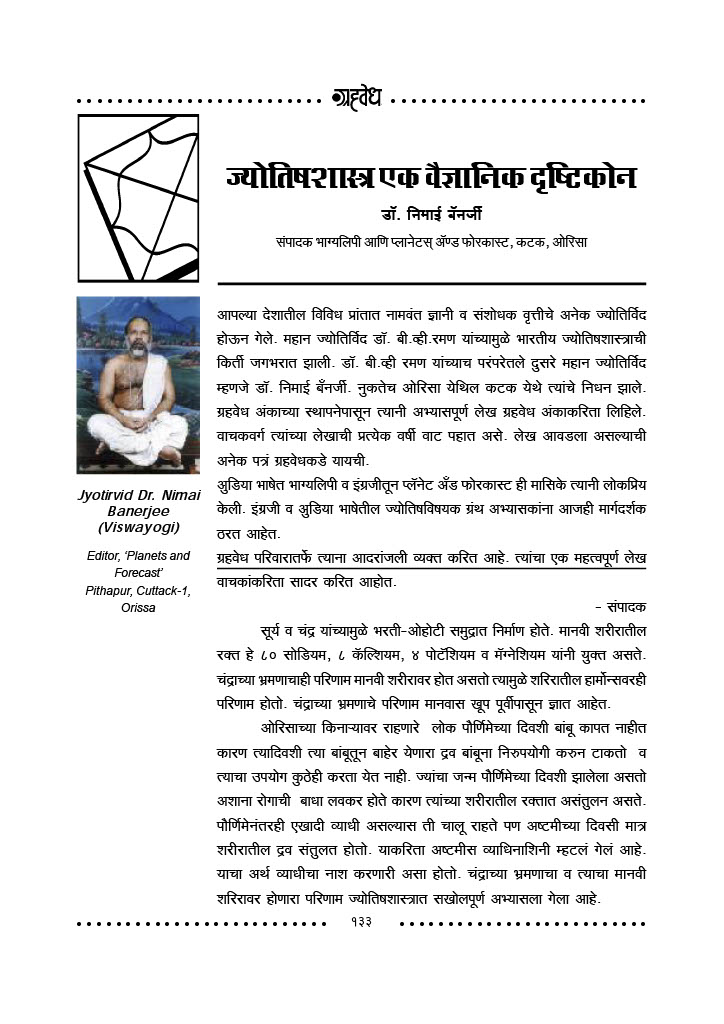 ग्रहवेध
ज्योतिषशास्त्र एक वैज्ञानिक दृष्टिकोन
डॉ. निमाई बॅनर्जी
संपादक भाग्यलिपी आणि प्लानेटस् ॲण्ड फोरकास्ट, कटक, ओरिसा
Jyotirvid Dr. Nimai
Banerjee
(Viswayogi)
Editor, ‘Planets and
Forecast’
Pithapur, Cuttack-1,
Orissa
आपल्या देशातील विविध प्रांतात नामवंत ज्ञानी व संशोधक वृत्तीचे अनेक ज्योतिर्विद
होऊन गेले. महान ज्योतिर्विद डॉ. बी.व्ही.रमण यांच्यामुळे भारतीय ज्योतिषशास्त्राची
किर्ती जगभरात झाली. डॉ. बी.व्ही रमण यांच्याच परंपरेतले दुसरे महान ज्योतिर्विद
म्हणजे डॉ. निमाई बॅंनर्जी. नुकतेच ओरिसा येथिल कटक येथे त्यांचे निधन झाले.
ग्रहवेध अंकाच्या स्थापनेपासून त्यानी अभ्यासपूर्ण लेख ग्रहवेध अंकाकरिता लिहिले.
वाचकवर्ग त्यांच्या लेखाची प्रत्येक वर्षी वाट पहात असे. लेख आवडला असल्याची
अनेक पत्रं ग्रहवेधकडे यायची.
अुडिया भाषेत भाग्यलिपी व इंग्रजीतून प्लॅनेट अँड फोरकास्ट ही मासिके त्यानी लोकप्रिय
केली. इंग्रजी व अुडिया भाषेतील ज्योतिषविषयक ग्रंथ अभ्यासकांना आजही मार्गदर्शक
ठरत आहेत.
ग्रहवेध परिवारातर्फे त्याना आदरांजली व्यक्त करित आहे. त्यांचा एक महत्वपूर्ण लेख
वाचकांकरिता सादर करित आहोत.
– संपादक
सूर्य व चंद्र यांच्यामुळे भरती-ओहोटी समुद्रात निर्माण होते. मानवी शरीरातील
रक्त हे ८० सोडियम, ८ कॅल्शियम, ४ पोटॅशियम व मॅग्नेशियम यांनी युक्त असते.
चंद्राच्या भ्रमणाचाही परिणाम मानवी शरीरावर होत असतो त्यामुळे शरिरातील हार्मोन्सवरही
परिणाम होतो. चंद्राच्या भ्रमणाचे परिणाम मानवास खूप पूर्वीपासून ज्ञात आहेत.
ओरिसाच्या किनाऱ्यावर राहणारे लोक पौर्णिमेच्या दिवशी बांबू कापत नाहीत
कारण त्यादिवशी त्या बांबूतून बाहेर येणारा द्रव बांबूना निरुपयोगी करुन टाकतो व
त्याचा उपयोग कुठेही करता येत नाही. ज्यांचा जन्म पौर्णिमेच्या दिवशी झालेला असतो
अशाना रोगाची बाधा लवकर होते कारण त्यांच्या शरीरातील रक्तात असंतुलन असते.
पौर्णिमेनंतरही एखादी व्याधी असल्यास ती चालू राहते पण अष्टमीच्या दिवसी मात्र
शरीरातील द्रव संतुलत होतो. याकरिता अष्टमीस व्याधिनाशिनी म्हटलं गेलं आहे.
याचा अर्थ व्याधीचा नाश करणारी असा होतो. चंद्राच्या भ्रमणाचा व त्याचा मानवी
शरिरावर होणारा परिणाम ज्योतिषशास्त्रात सखोलपूर्ण अभ्यासला गेला आहे.
१३३